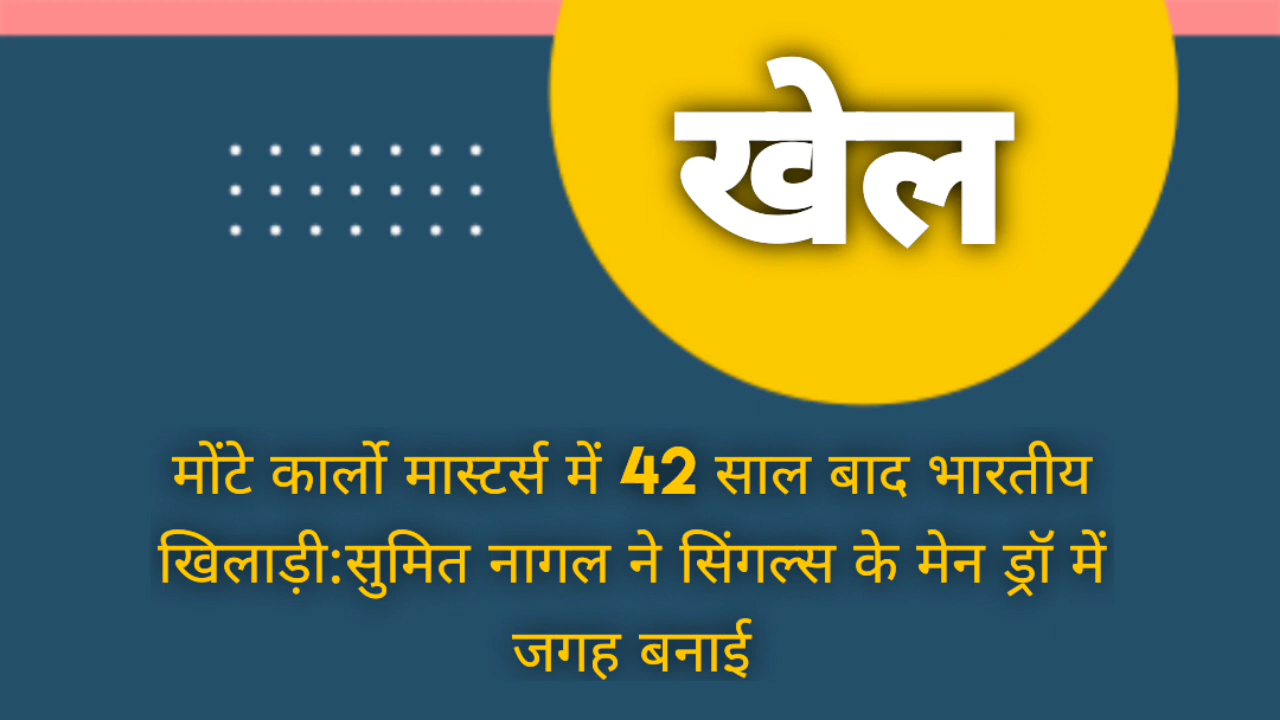 खेल
मोंटे कार्लो मास्टर्स में 42 साल बाद भारतीय
खिलाड़ी:सुमित नागल ने सिंगल्स के मेन ड्रॉ में
जगह बनाई